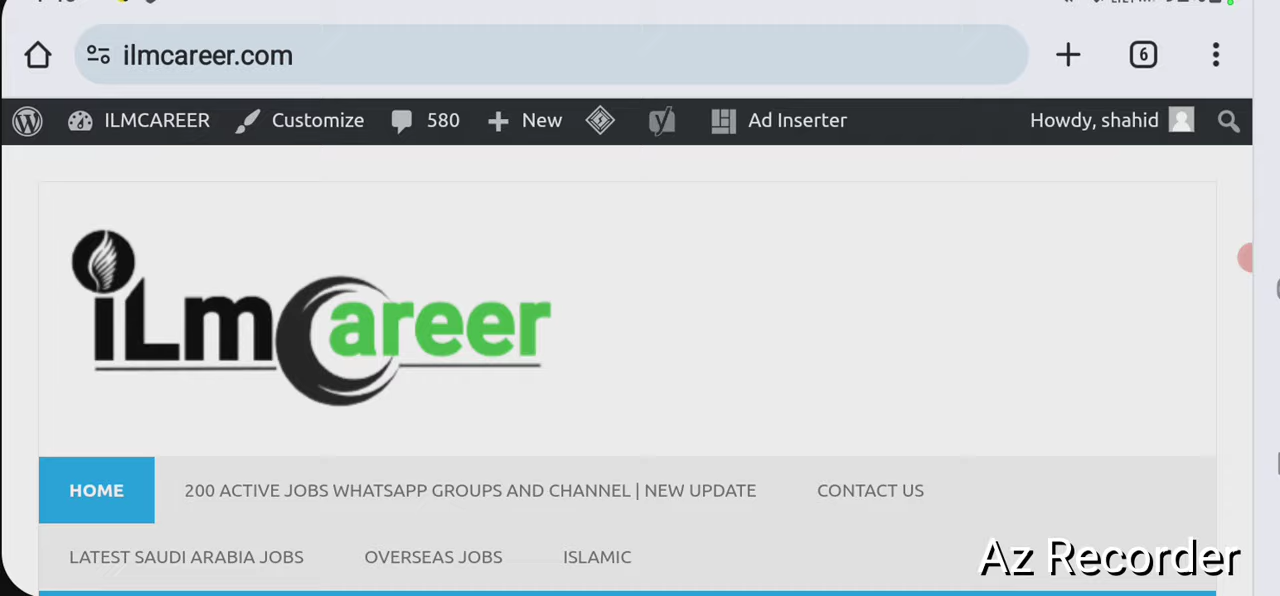 ilmcareer.com
6
ILMCAREER Customize 580 New Ad Inserter Howdy, shahid
iLmCareer
HOME 200 ACTIVE JOBS WHATSAPP GROUPS AND CHANNEL | NEW UPDATE CONTACT US
LATEST SAUDI ARABIA JOBS OVERSEAS JOBS ISLAMIC
Az Recorder